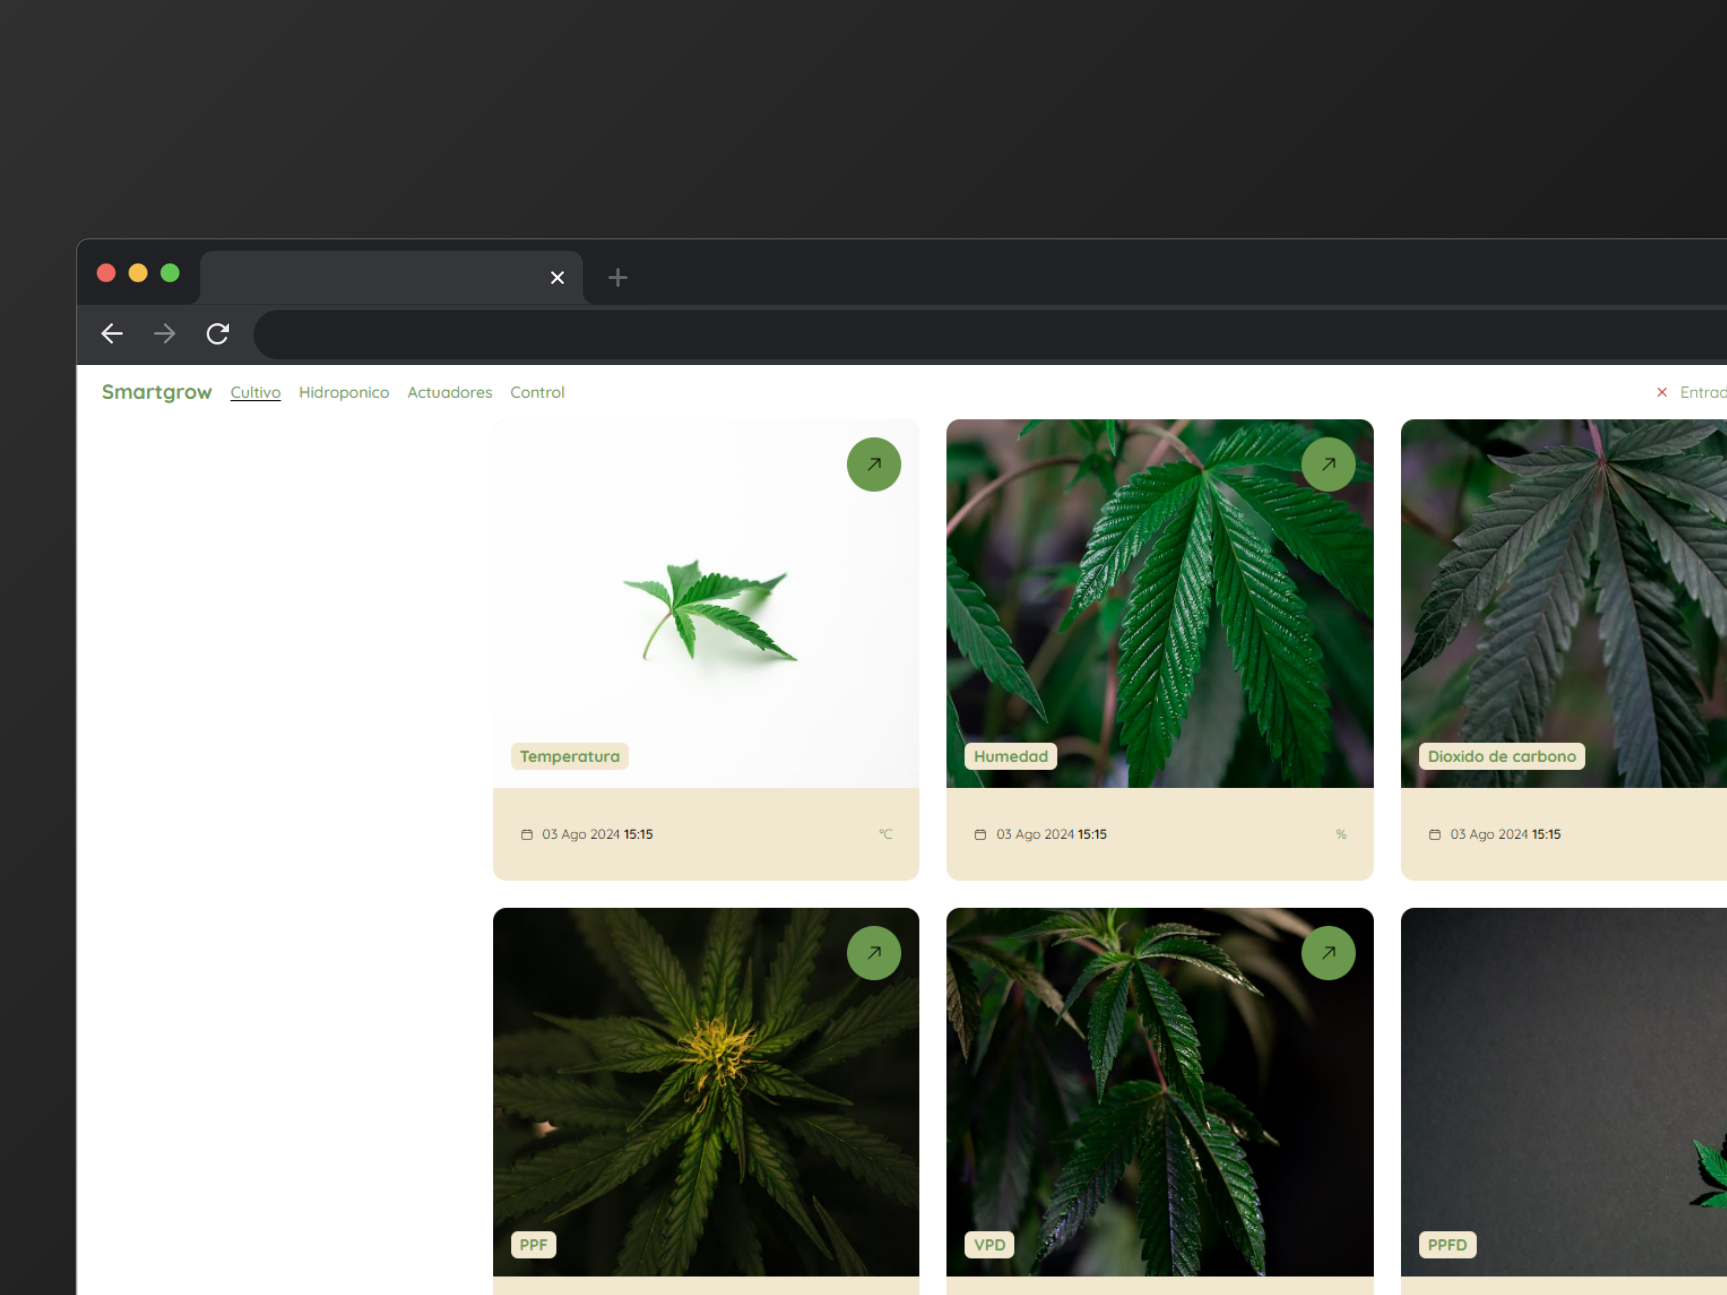 Smartgrow Cultivo Hidroponico Actuadores Control
Entrad
Temperatura
Humedad
Dioxido de carbono
03 Ago 2024 15:15 °C
03 Ago 2024 15:15 %
03 Ago 2024 15:15
PPF
VPD
PPFD